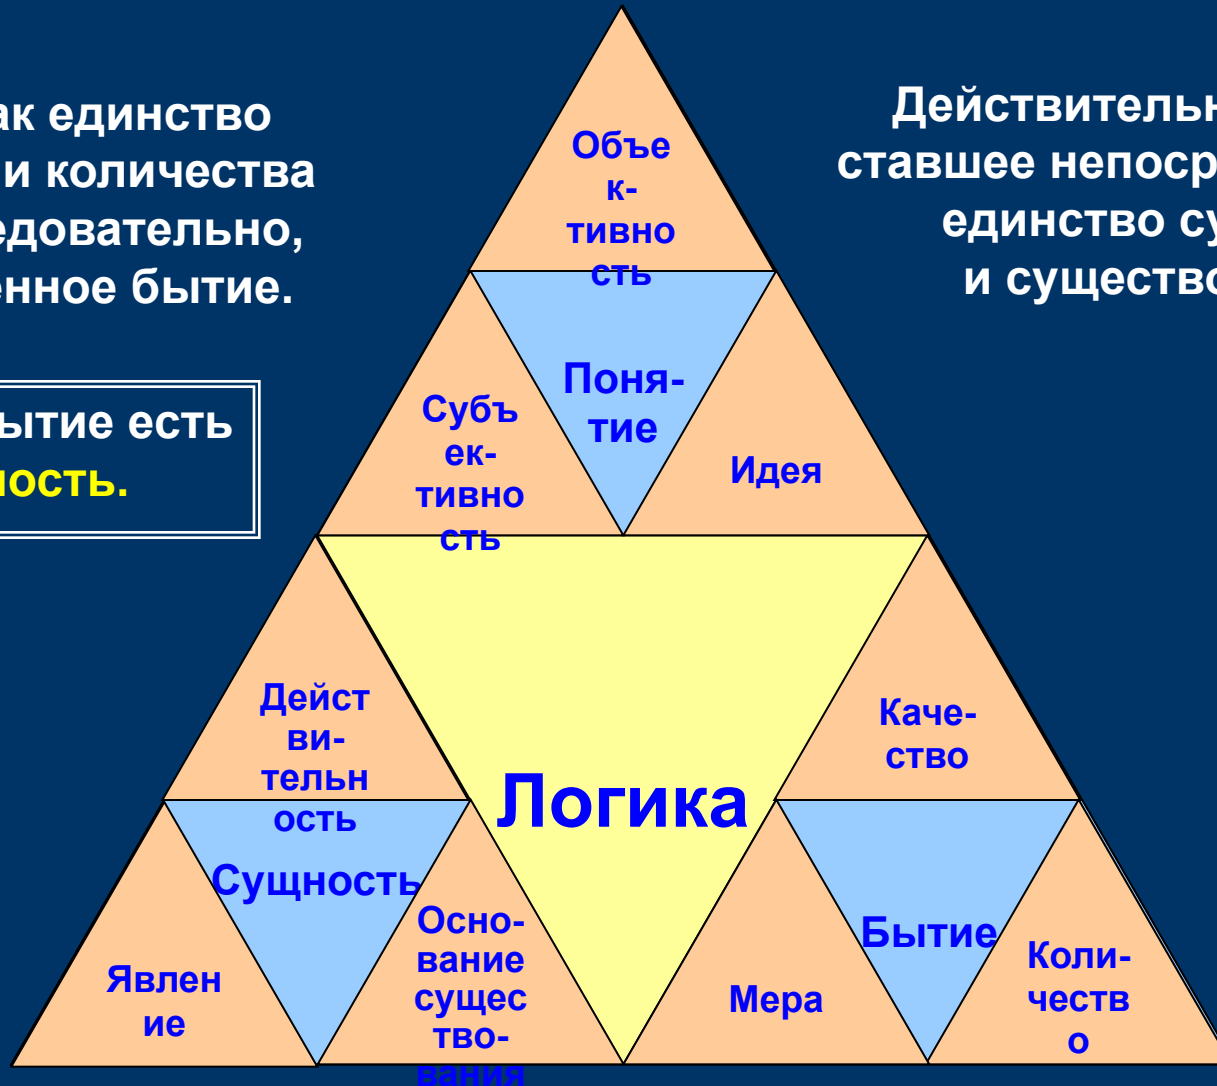 ак единство
и количества
едовательно,
енное бытие.
ытие есть
ность.
Действительн
ставшее непоср
единство су
и существо
Объе
к-
тивно
сть
Поня-
тие
Субъ
ек-
тивно
сть
Идея
Логика
Дейст
ви-
тельн
ость
Сущность
Явлен
ие
Осно-
вание
сущес
тво-
вания
Каче-
ство
Бытие
Мера
Коли-
честв
о